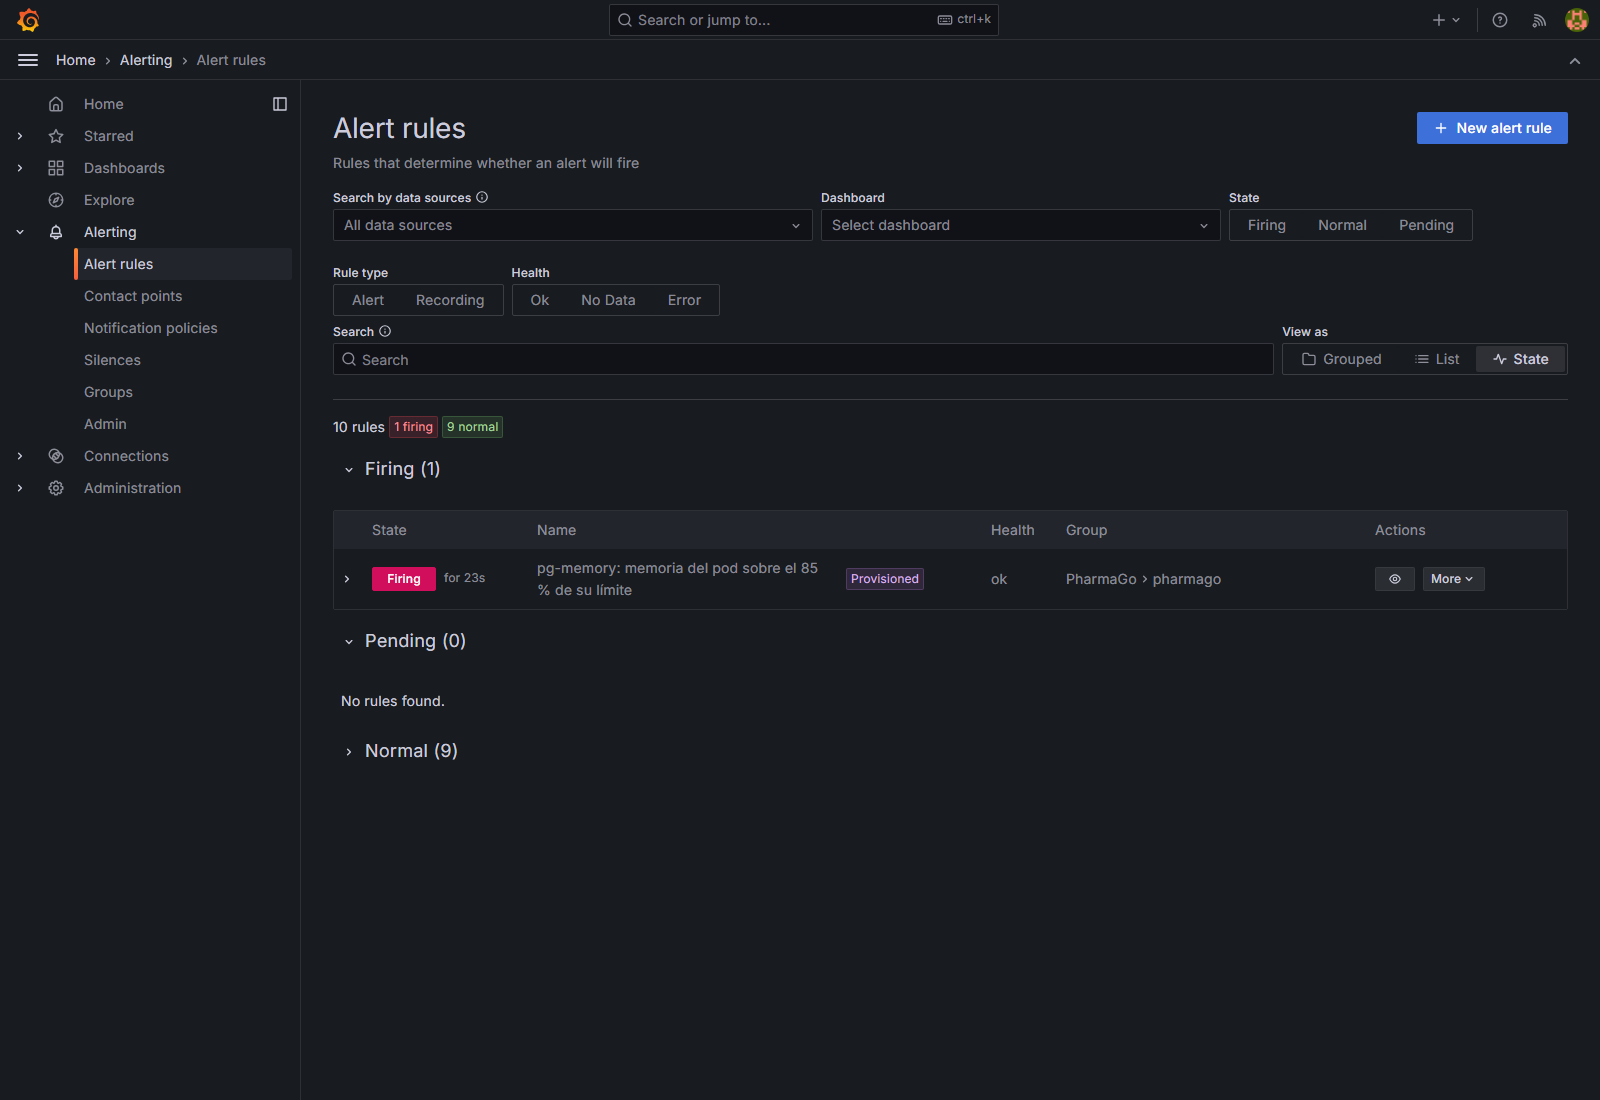 Search or jump to...
ctrl+k
Home › Alerting › Alert rules
Home
Starred
Dashboards
Explore
Alerting
Alert rules
Contact points
Notification policies
Silences
Groups
Admin
Connections
Administration
Alert rules
New alert rule
Rules that determine whether an alert will fire
Search by data sources
Dashboard
State
All data sources
Select dashboard
Firing Normal Pending
Rule type
Health
Alert Recording
Ok No Data Error
Search
View as
Search
Grouped List State
10 rules 1 firing 9 normal
Firing (1)
State Name Health Group Actions
Firing for 23s
pg-memory: memoria del pod sobre el 85
% de su límite
Provisioned
ok
PharmaGo › pharmago
More
Pending (0)
No rules found.
Normal (9)